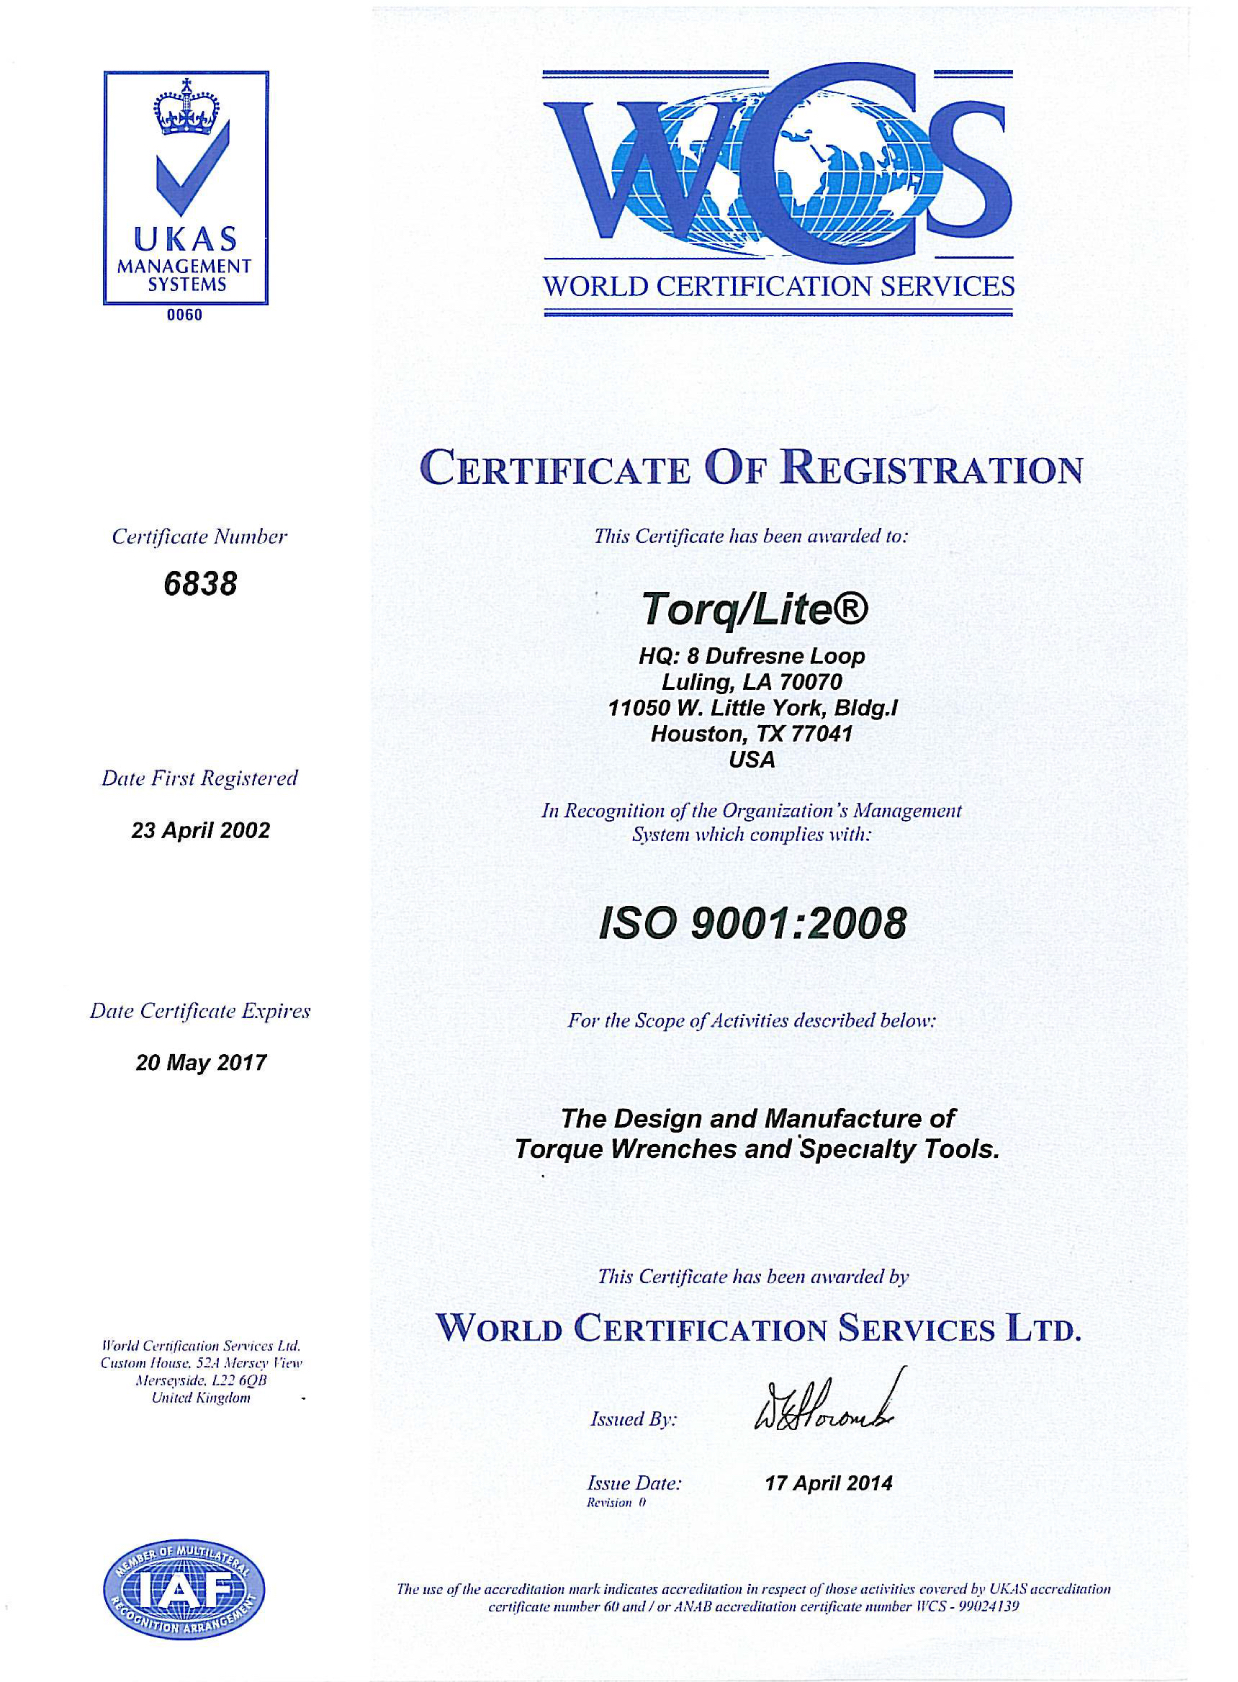 UKAS
MANAGEMENT
SYSTEMS
0060
WCS
WORLD CERTIFICATION SERVICES
CERTIFICATE OF REGISTRATION
Certificate Number
6838
This Certificate has been awarded to:
Torq/Lite®
HQ: 8 Dufresne Loop
Luling, LA 70070
11050 W. Little York, Bldg.I
Houston, TX 77041
USA
Date First Registered
23 April 2002
In Recognition of the Organization's Management
System which complies with:
ISO 9001:2008
Date Certificate Expires
20 May 2017
For the Scope of Activities described below:
The Design and Manufacture of
Torque Wrenches and Specialty Tools.
This Certificate has been awarded by
WORLD CERTIFICATION SERVICES LTD.
World Certification Services Ltd.
Custom House, 52A Mersey View
Merseyside, L22 6QB
United Kingdom
Issued By:
Issue Date:
17 April 2014
Revision 0
MEMBER OF MULTILATERAL
IAF
RECOGNITION ARRANGEMENT
The use of the accreditation mark indicates accreditation in respect of those activities covered by UKAS accreditation
certificate number 60 and / or ANAB accreditation certificate number WCS - 99024139